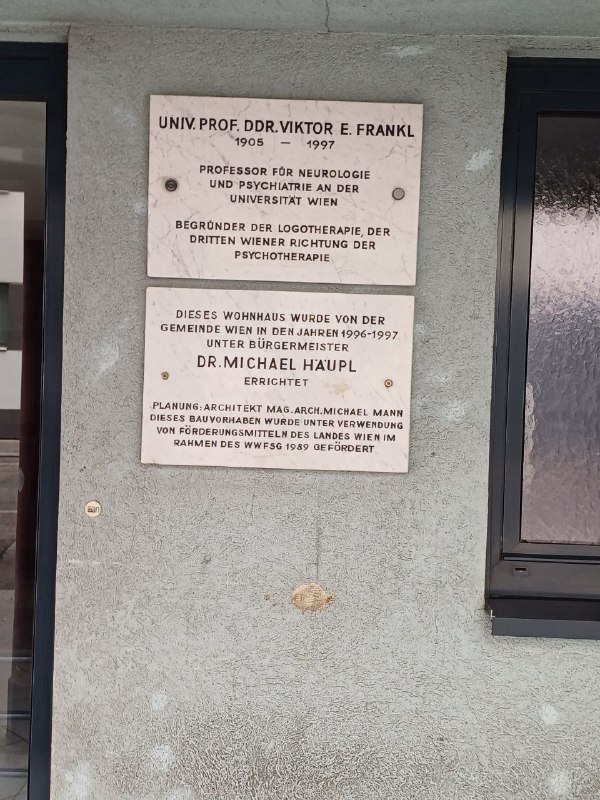 UNIV. PROF. DDR. VIKTOR E. FRANKL
1905 — 1997
PROFESSOR FÜR NEUROLOGIE
UND PSYCHIATRIE AN DER
UNIVERSITÄT WIEN
BEGRÜNDER DER LOGOTHERAPIE, DER
DRITTEN WIENER RICHTUNG DER
PSYCHOTHERAPIE
DIESES WOHNHAUS WURDE VON DER
GEMEINDE WIEN IN DEN JAHREN 1996-1997
UNTER BÜRGERMEISTER
DR. MICHAEL HÄUPL
ERRICHTET
PLANUNG: ARCHITEKT MAG. ARCH. MICHAEL MANN
DIESES BAUVORHABEN WURDE UNTER VERWENDUNG
VON FÖRDERUNGSMITTELN DES LANDES WIEN IM
RAHMEN DES WWFSG 1989 GEFÖRDERT